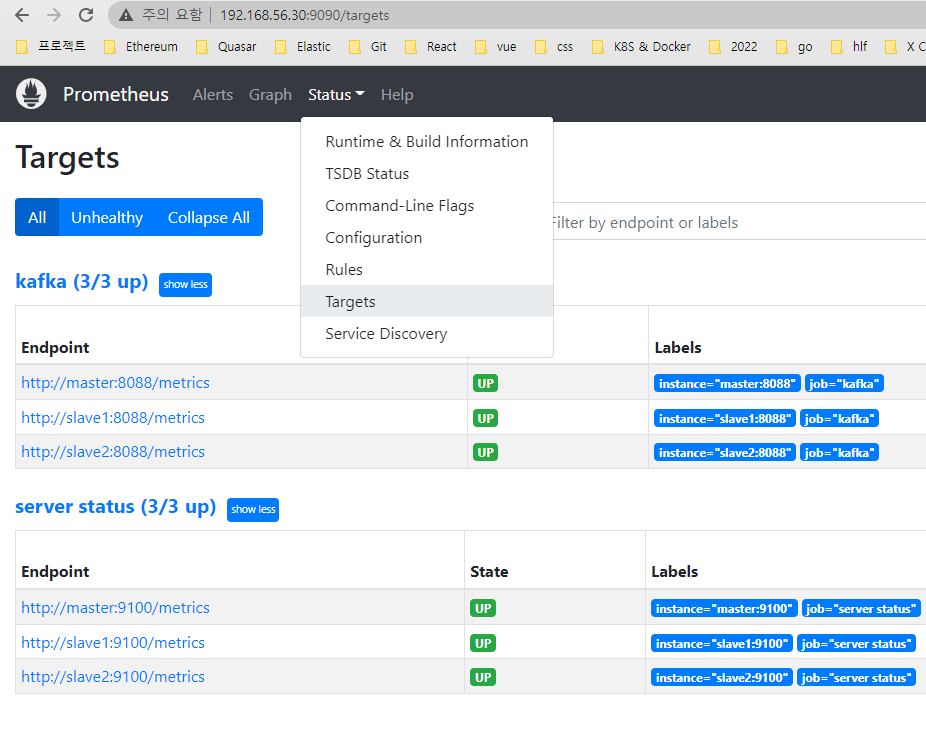 주의 요함 | 192.168.56.30:9090/targets
프로젝트 Ethereum Quasar Elastic Git React vue css K8S & Docker 2022 go hlf X C
Prometheus Alerts Graph Status Help
Runtime & Build Information
TSDB Status
Command-Line Flags
Configuration
Rules
Targets
Service Discovery
Targets
All Unhealthy Collapse All
Filter by endpoint or labels
kafka (3/3 up) show less
Endpoint Labels
http://master:8088/metrics UP instance="master:8088" job="kafka"
http://slave1:8088/metrics UP instance="slave1:8088" job="kafka"
http://slave2:8088/metrics UP instance="slave2:8088" job="kafka"
server status (3/3 up) show less
Endpoint State Labels
http://master:9100/metrics UP instance="master:9100" job="server status"
http://slave1:9100/metrics UP instance="slave1:9100" job="server status"
http://slave2:9100/metrics UP instance="slave2:9100" job="server status"